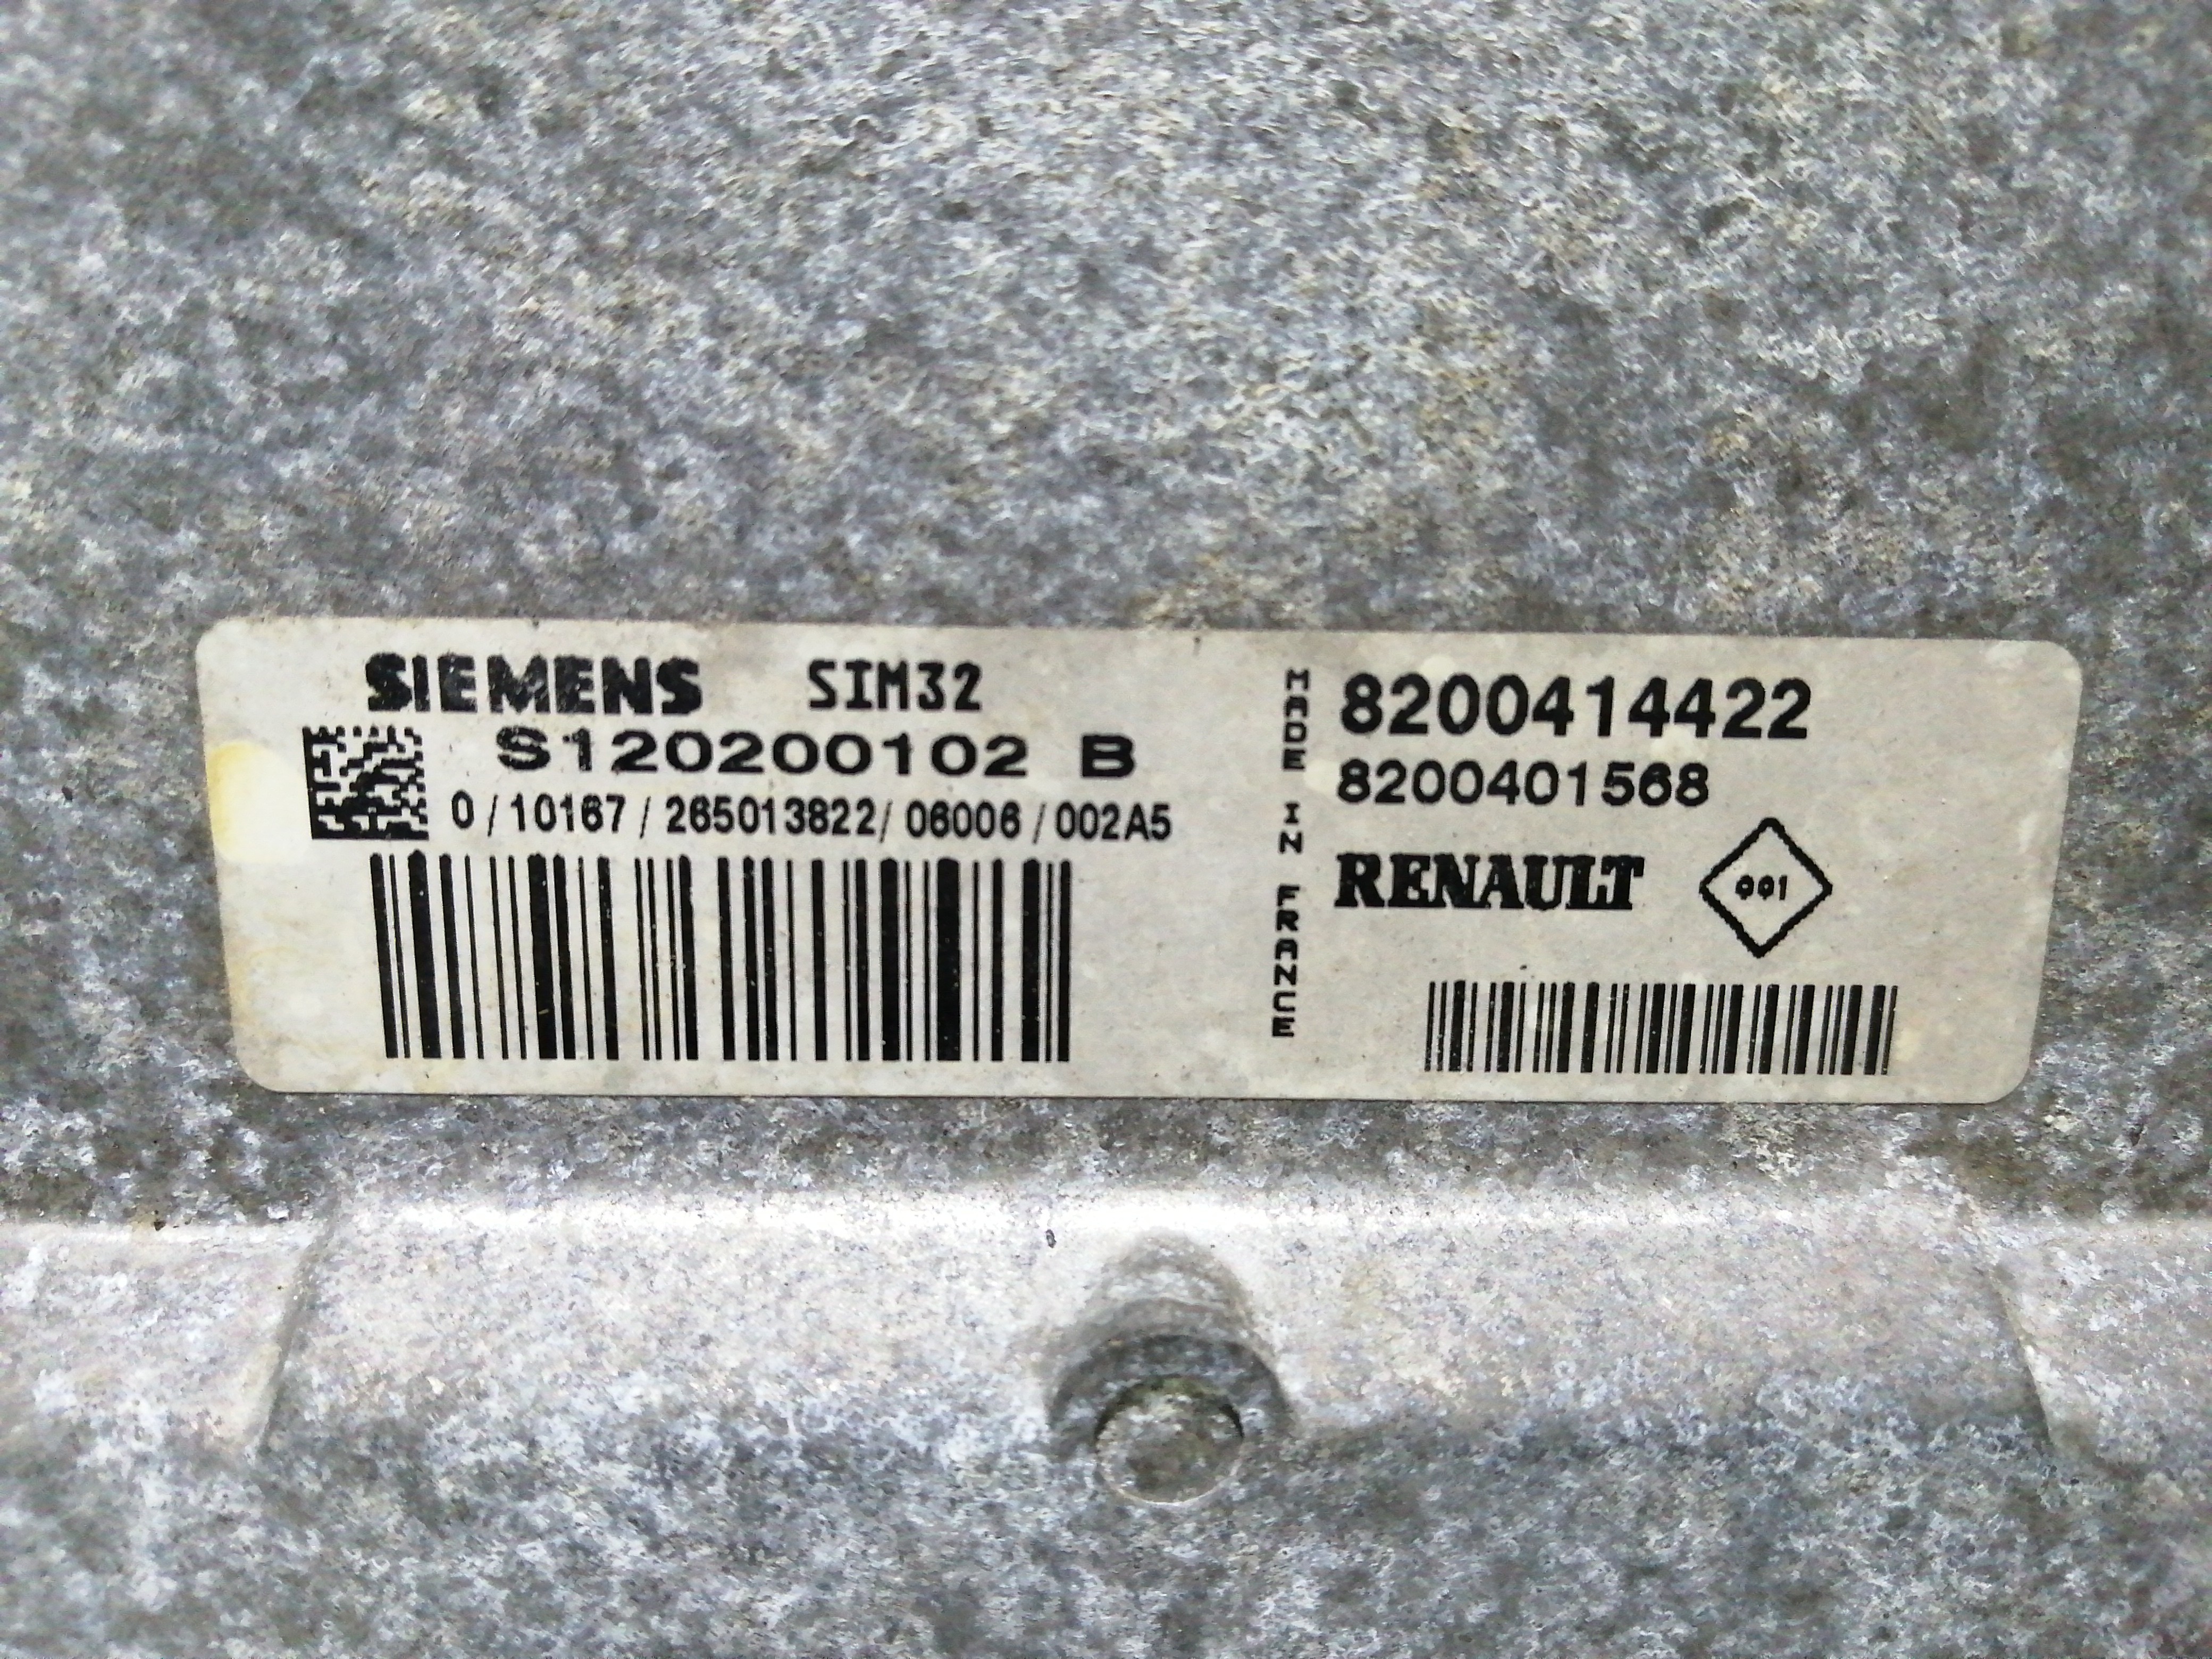 SIEMENS SIM32
S120200102 B
0/10167/265013822/06006/002A5
MADE IN FRANCE
8200414422
8200401568
RENAULT 001